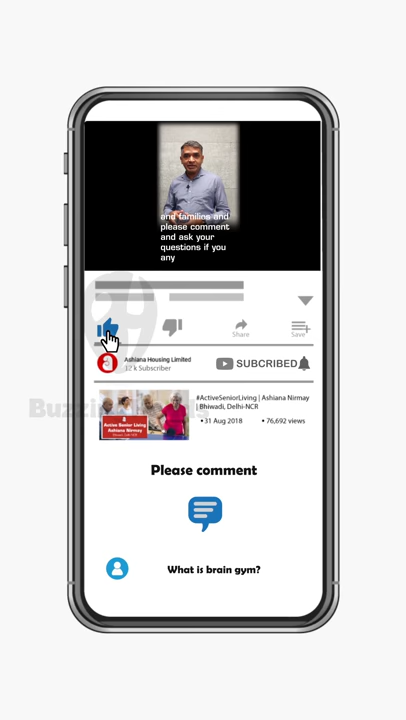 and families and
please comment
and ask your
questions if you
any
Share
Save
Ashiana Housing Limited
12 k Subscriber
SUBCRIBED
#ActiveSeniorLiving | Ashiana Nirmay
| Bhiwadi, Delhi-NCR
• 31 Aug 2018 • 76,692 views
Active Senior Living
Ashiana Nirmay
Please comment
What is brain gym?